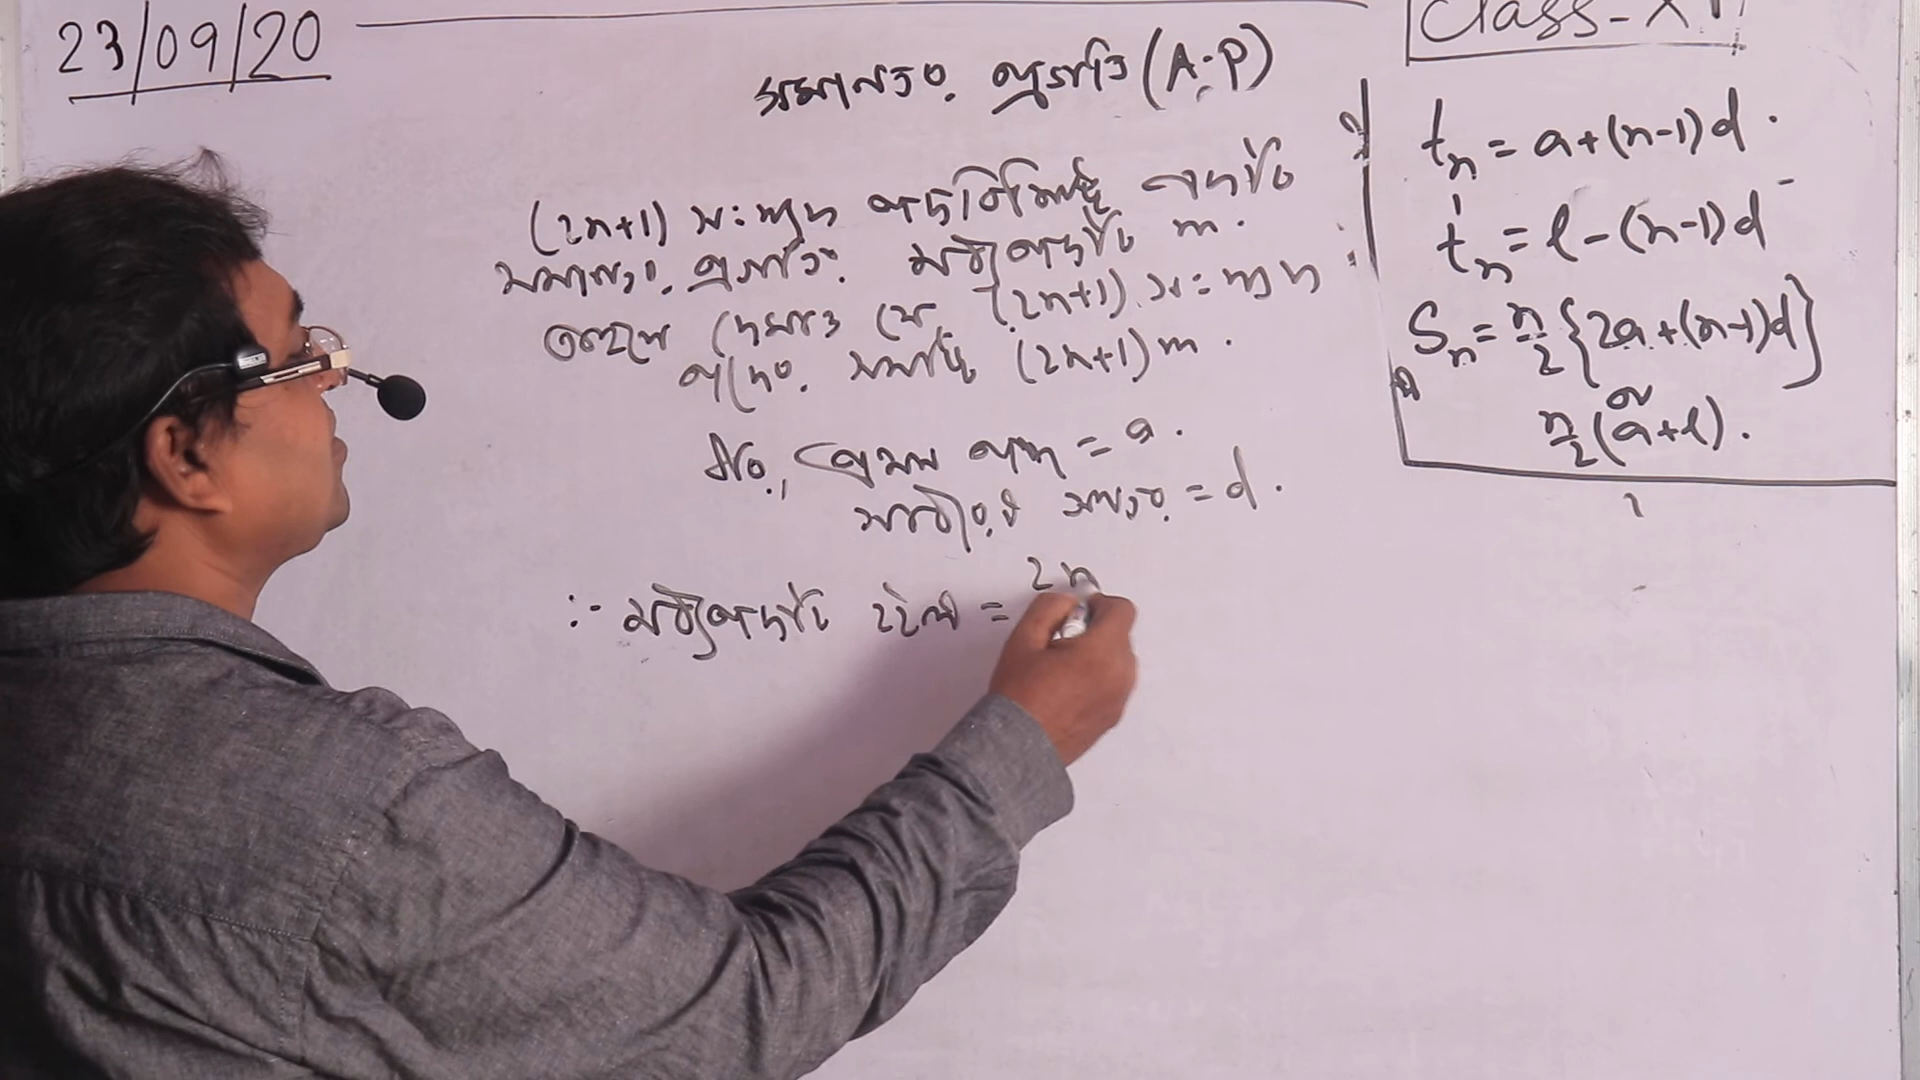 23/09/20
Class-XI
সমান্তর প্রগতি (A.P)
(2n+1) সংখ্যক পদবিশিষ্ট একটি
সমান্তর প্রগতির মধ্যপদটি m.
তাহলে দেখাও যে (2n+1) সংখ্যক
পদের সমষ্টি (2n+1)m.
ধরি, প্রথম পদ = a.
সাধারণ অন্তর = d.
∴ মধ্যপদটি হইল = 2n
tn = a+(n-1)d.
t'n = l-(n-1)d
Sn = n/2{2a+(n-1)d}
or
n/2(a+l).